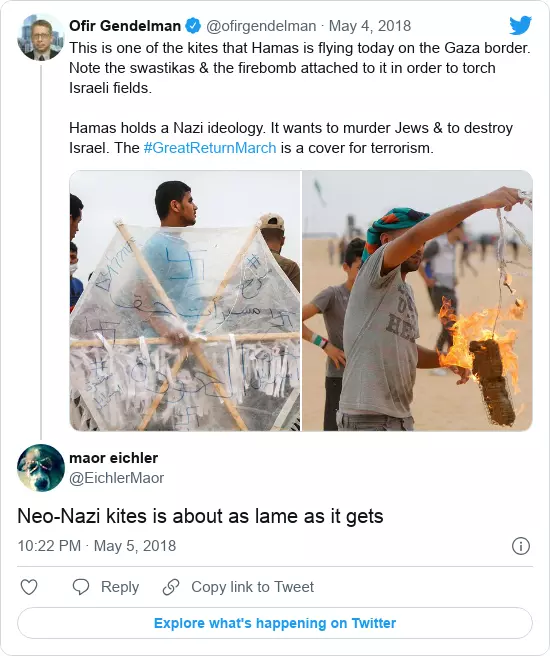 Ofir Gendelman @ofirgendelman · May 4, 2018
This is one of the kites that Hamas is flying today on the Gaza border.
Note the swastikas & the firebomb attached to it in order to torch
Israeli fields.
Hamas holds a Nazi ideology. It wants to murder Jews & to destroy
Israel. The #GreatReturnMarch is a cover for terrorism.
maor eichler
@EichlerMaor
Neo-Nazi kites is about as lame as it gets
10:22 PM · May 5, 2018
Reply
Copy link to Tweet
Explore what's happening on Twitter